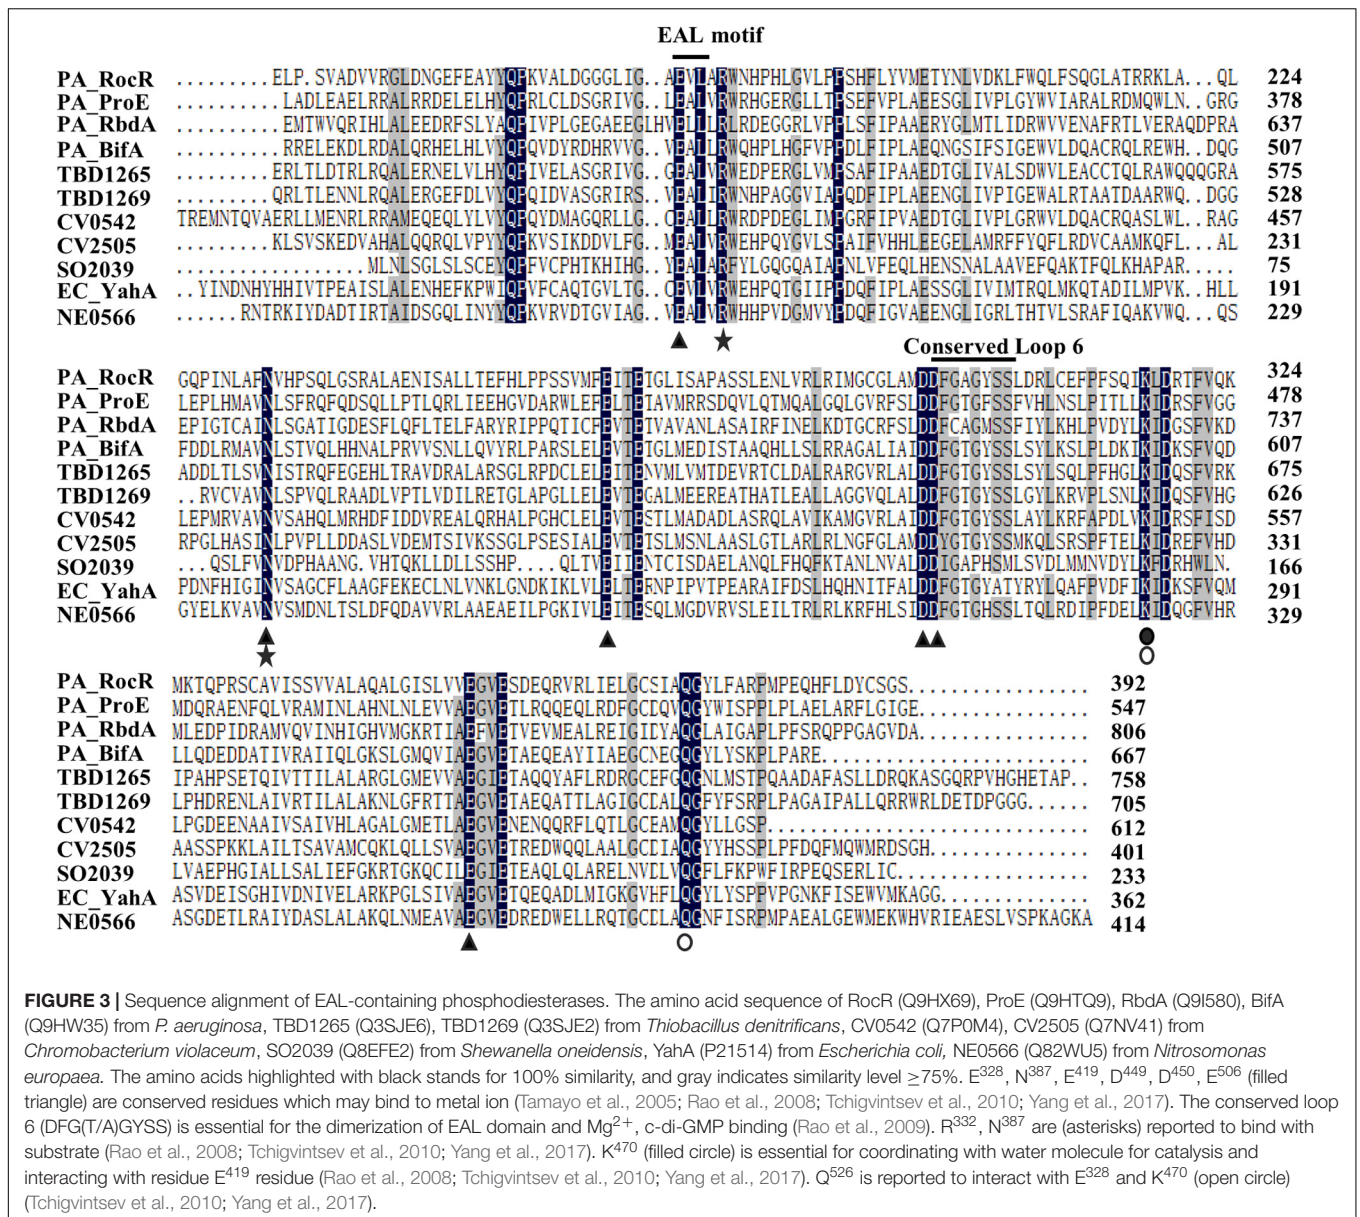 EAL motif
PA_RocR ..........ELP.SVADVVRGLDNGEFEAYYQPKVALDGGGLIG..AEVLARWNHPHLGVLPPSHFLYVMETYNLVDKLFWQLFSQGLATRRKLA...QL 224
PA_ProE ...........LADLEAELRRALRRDELELHYQPRLCLDSGRIVG..LEALVRWRHGERGLLTPSEFVPLAEESGLIVPLGYWVIARALRDMQWLN..GRG 378
PA_RbdA ...........EMTWVQRIHLALEEDRFSLYAQPIVPLGEGAEEGLHVELLLRLRDEGGRLVPPLSFIPAAERYGLMTLIDRWVVENAFRTLVERAQDPRA 637
PA_BifA ...........RRELEKDLRDALQRHELHLVYQPQVDYRDHRVVG..VEALLRWQHPLHGFVPPDLFIPLAEQNGSIFSIGEWVLDQACRQLREWH..DQG 507
TBD1265 ...........ERLTLDTRLRQALERNELVLHYQPIVELASGRIVG..GEALVRWEDPERGLVMPSAFIPAAEDTGLIVALSDWVLEACCTQLRAWQQQGRA 575
TBD1269 ...........QRLTLENNLRQALERGEFDLVYQPQIDVASGRIRS..VEALIRWNHPAGGVIAPQDFIPLAEENGLIVPIGEWALRTAATDAARWQ..DGG 528
CV0542 TREMNTQVAERLLMENRLRRAMEQEQLYLVYQPQYDMAGQRLLG..CEALLRWRDPDEGLIMPGRFIPVAEDTGLIVPLGRWVLDQACRQASLWL..RAG 457
CV2505 ..........KLSVSKEDVAHALQQRQLVPYYQPKVSIKDDVLFG..MEALVRWEHPQYGVLSPAIFVHHLEEGELAMRFFYQFLRDVCAAMKQFL...AL 231
SO2039 ....................MLNLSGLSLSCEYQPFVCPHTKHIHG..YEALARFYLGQGQAIAPNLVFEQLHENSNALAAVEFQAKTFQLKHAPAR..... 75
EC_YahA ..YINDNHYHHIVTPEAISLALENHEFKPWIQPVFCAQTGVLTG..CEVLVRWEHPQTGIIPPDQFIPLAESSGLIVIMTRQLMKQTADILMPVK..HLL 191
NE0566 .......RNTRKIYDADTIRTAIDSGQLINYYQPKVRVDTGVIAG..VEALVRWHHPVDGMVYPDQFIGVAEENGLIGRLTHTVLSRAFIQAKVWQ...QS 229
Conserved Loop 6
PA_RocR GQPINLAFNVHPSQLGSRALAENISALLTEFHLPPSSVMFEITETGLISAPASSLENLVRLRIMGCGLAMDDFGAGYSSLDRLCEFPFSQIKLDRTFVQK 324
PA_ProE LEPLHMAVNLSFRQFQDSQLLPTLQRLIEEHGVDARWLEFELTETAVMRRSDQVLQTMQALGQLGVRFSLDDFGTGFSSFVHLNSLPITLLKIDRSFVGG 478
PA_RbdA EPIGTCAINLSGATIGDESFLQFLTELFARYRIPPQTICFEVTETVAVANLASAIRFINELKDTGCRFSLDDFCAGMSSFIYLKHLPVDYLKIDGSFVKD 737
PA_BifA FDDLRMAVNLSTVQLHHNALPRVVSNLLQVYRLPARSLELEVTETGLMEDISTAAQHLLSLRRAGALIAIDDFGTGYSSLSYLKSLPLDKIKIDKSFVQD 607
TBD1265 ADDLTLSVNISTRQFEGEHLTRAVDRALARSGLRPDCLELEITENVMLVMTDEVRTCLDALRARGVRLALDDFGTGYSSLSYLSQLPFHGLKIDQSFVRK 675
TBD1269 ..RVCVAVNLSPVQLRAADLVPTLVDILRETGLAPGLLELEVTEGALMEEREATHATLEALLAGGVQLALDDFGTGYSSLGYLKRVPLSNLKIDQSFVHG 626
CV0542 LEPMRVAVNVSAHQLMRHDFIDDVREALQRHALPGHCLELEVTESTLMADADLASRQLAVIKAMGVRLAIDDFGTGYSSLAYLKRFAPDLVKIDRSFISD 557
CV2505 RPGLHASINLPVPLLDDASLVDEMTSIVKSSGLPSESIALEVTETSLMSNLAASLGTLARLRLNGFGLAMDDYGTGYSSMKQLSRSPFTELKIDREFVHD 331
SO2039 ...QSLFVNVDPHAANG.VHTQKLLDLLSSHP....QLTVEIIENTCISDAELANQLFHQFKTANLNVALDDIGAPHSMLSVDLMMNVDYLKFDRHWLN. 166
EC_YahA PDNFHIGINVSAGCFLAAGFEKECLNLVNKLGNDKIKLVLELTERNPIPVTPEARAIFDSLHQHNITFALDDFGTGYATYRYLQAFPVDFIKIDKSFVQM 291
NE0566 GYELKVAVNVSMDNLTSLDFQDAVVRLAAEAEILPGKIVLEITESQLMGDVRVSLEILTRLRLKRFHLSIDDFGTGHSSLTQLRDIPFDELKIDQGFVHR 329
PA_RocR MKTQPRSCAVISSVVALAQALGISLVVEGVESDEQRVRLIELGCSIAQGYLFARPMPEQHFLDYCSGS.................. 392
PA_ProE MDQRAENFQLVRAMINLAHNLNLEVVAEGVETLRQQEQLRDFGCDQVQGYWISPPLPLAELARFLGIGE................. 547
PA_RbdA MLEDPIDRAMVQVINHIGHVMGKRTIAEFVETVEVMEALREIGIDYAQGLAIGAPLPFSRQPPGAGVDA................. 806
PA_BifA LLQDEDDATIVRAIIQLGKSLGMQVIAEGVETAEQEAYIIAEGCNEGQGYLYSKPLPARE.......................... 667
TBD1265 IPAHPSETQIVTTILALARGLGMEVVAEGIETAQQYAFLRDRGCEFGQGNLMSTPQAADAFASLLDRQKASGQRPVHGHETAP.. 758
TBD1269 LPHDRENLAIVRTILALAKNLGFRTTAEGVETAEQATTLAGIGCDALQGFYFSRPLPAGAIPALLQRRWRLDETDPGGG...... 705
CV0542 LPGDEENAAIVSAIVHLAGALGMETLAEGVENENQQRFLQTLGCEAMQGYLLGSP............................... 612
CV2505 AASSPKKLAILTSAVAMCQKLQLLSVAEGVETREDWQQLAALGCDIAQGYYHSSPLPFDQFMQWMRDSGH................ 401
SO2039 LVAEPHGIALLSALIEFGKRTGKQCILEGIETEAQLQLARELNVDLVQGFLFKPWFIRPEQSERLIC................... 233
EC_YahA ASVDEISGHIVDNIVELARKPGLSIVAEGVETQEQADLMIGKGVHFLQGYLYSPPVPGNKFISEWVMKAGG............... 362
NE0566 ASGDETLRAIYDASLALAKQLNMEAVAEGVEDREDWELLRQTGCDLAQGNFISRPMPAEALGEWMEKWHVRIEAESLVSPKAGKA 414
FIGURE 3 | Sequence alignment of EAL-containing phosphodiesterases. The amino acid sequence of RocR (Q9HX69), ProE (Q9HTQ9), RbdA (Q9I580), BifA
(Q9HW35) from P. aeruginosa, TBD1265 (Q3SJE6), TBD1269 (Q3SJE2) from Thiobacillus denitrificans, CV0542 (Q7P0M4), CV2505 (Q7NV41) from
Chromobacterium violaceum, SO2039 (Q8EFE2) from Shewanella oneidensis, YahA (P21514) from Escherichia coli, NE0566 (Q82WU5) from Nitrosomonas
europaea. The amino acids highlighted with black stands for 100% similarity, and gray indicates similarity level ≥75%. E³²⁸, N³⁸⁷, E⁴¹⁹, D⁴⁴⁹, D⁴⁵⁰, E⁵⁰⁶ (filled
triangle) are conserved residues which may bind to metal ion (Tamayo et al., 2005; Rao et al., 2008; Tchigvintsev et al., 2010; Yang et al., 2017). The conserved loop
6 (DFG(T/A)GYSS) is essential for the dimerization of EAL domain and Mg²⁺, c-di-GMP binding (Rao et al., 2009). R³³², N³⁸⁷ are (asterisks) reported to bind with
substrate (Rao et al., 2008; Tchigvintsev et al., 2010; Yang et al., 2017). K⁴⁷⁰ (filled circle) is essential for coordinating with water molecule for catalysis and
interacting with residue E⁴¹⁹ residue (Rao et al., 2008; Tchigvintsev et al., 2010; Yang et al., 2017). Q⁵²⁶ is reported to interact with E³²⁸ and K⁴⁷⁰ (open circle)
(Tchigvintsev et al., 2010; Yang et al., 2017).